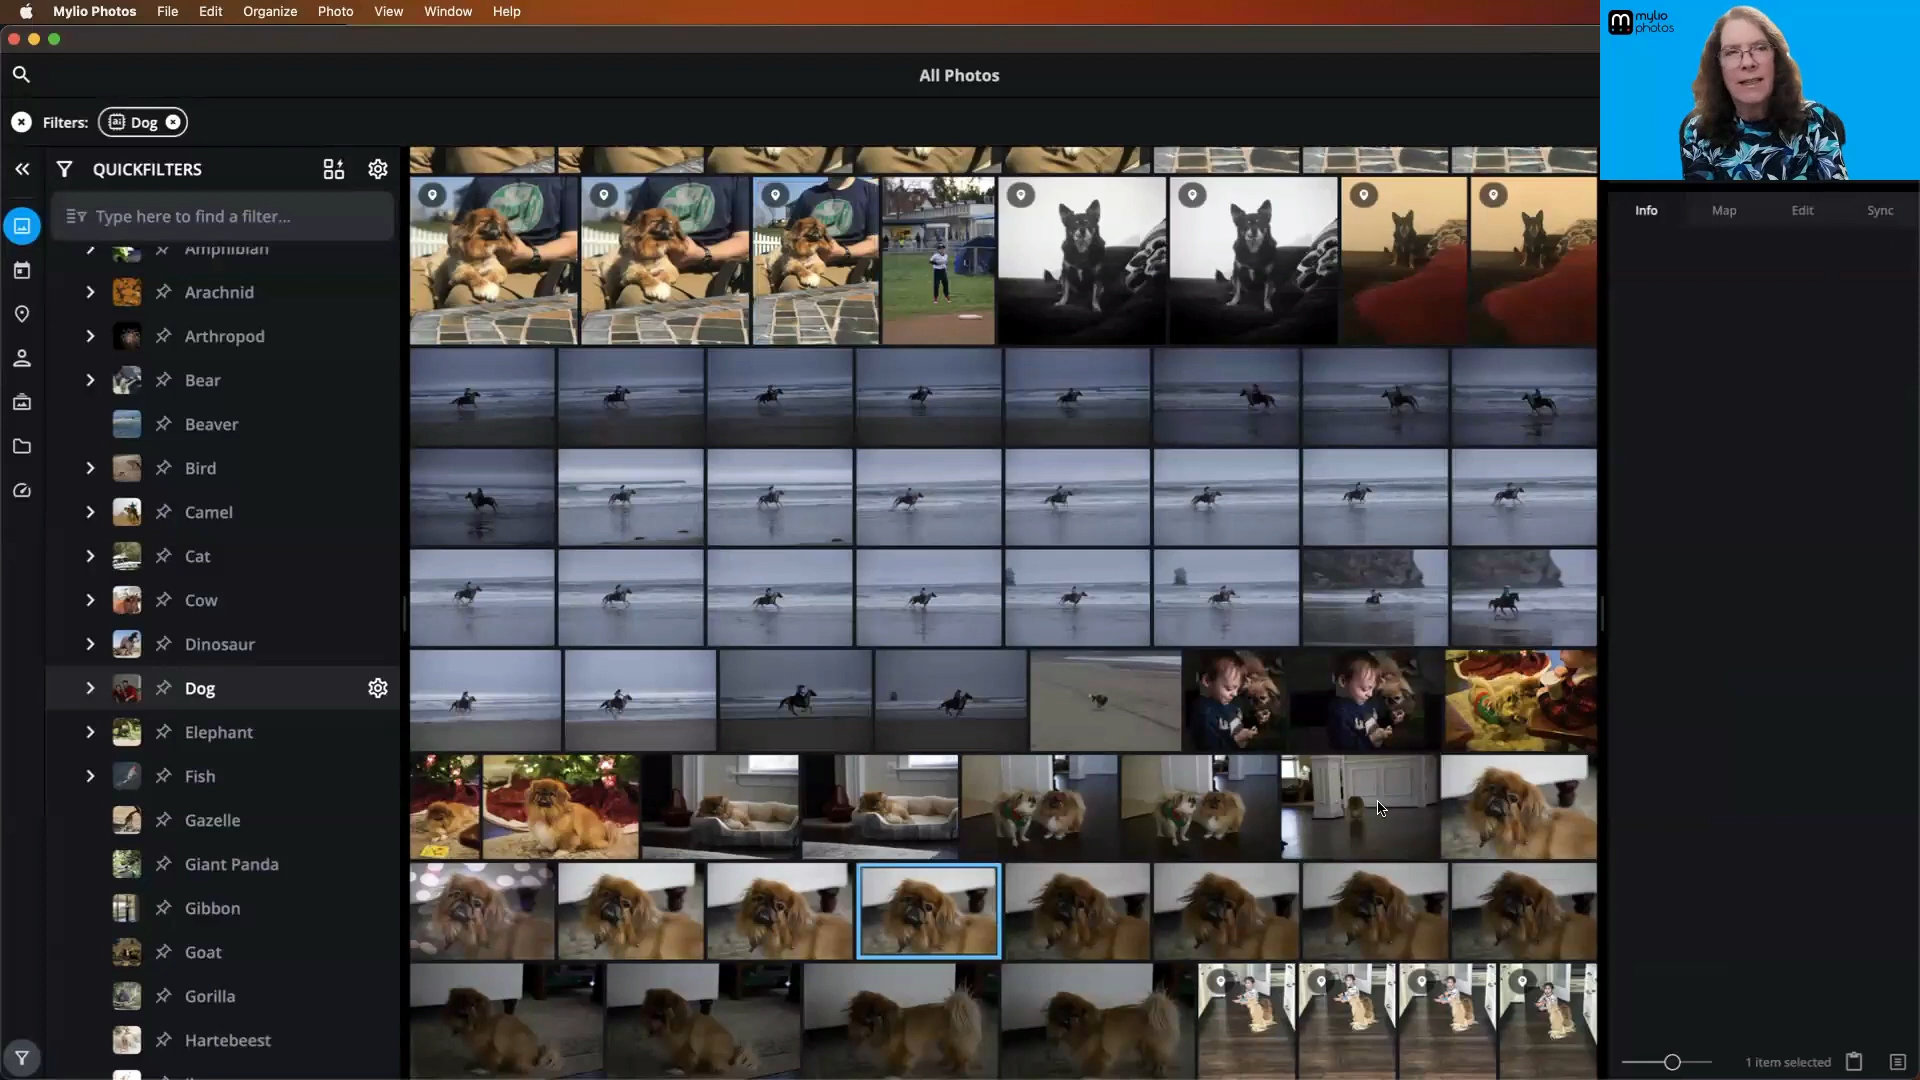 Mylio Photos File Edit Organize Photo View Window Help
mylio
photos
All Photos
Filters: ai Dog
QUICKFILTERS
Type here to find a filter...
Info Map Edit Sync
Amphibian
Arachnid
Arthropod
Bear
Beaver
Bird
Camel
Cat
Cow
Dinosaur
Dog
Elephant
Fish
Gazelle
Giant Panda
Gibbon
Goat
Gorilla
Hartebeest
1 item selected